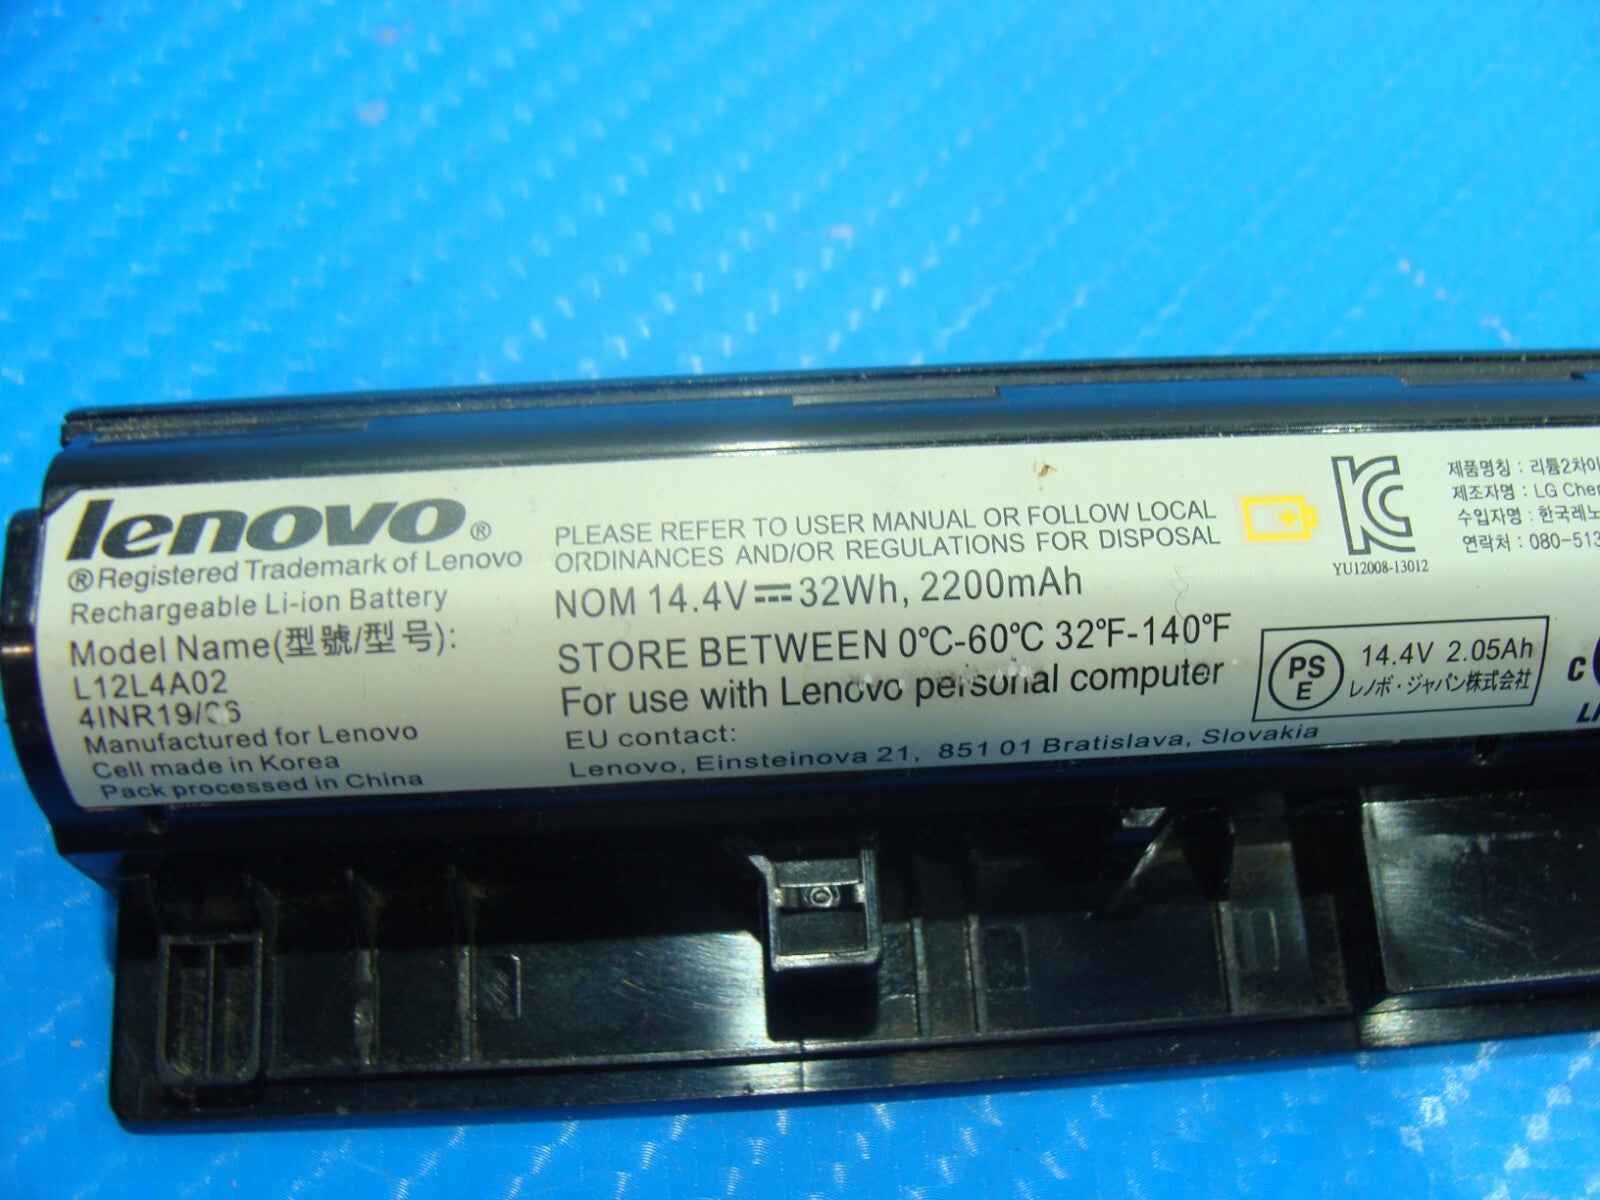 lenovo®
®Registered Trademark of Lenovo
Rechargeable Li-ion Battery
Model Name(型號/型号):
L12L4A02
4INR19/66
Manufactured for Lenovo
Cell made in Korea
Pack processed in China
PLEASE REFER TO USER MANUAL OR FOLLOW LOCAL
ORDINANCES AND/OR REGULATIONS FOR DISPOSAL
NOM 14.4V⎓32Wh, 2200mAh
STORE BETWEEN 0℃-60℃ 32℉-140℉
For use with Lenovo personal computer
EU contact:
Lenovo, Einsteinova 21, 851 01 Bratislava, Slovakia
KC
YU12008-13012
제품명칭 : 리튬2차이
제조자명 : LG Chem
수입자명 : 한국레노
연락처 : 080-513
PS
E
14.4V 2.05Ah
レノボ・ジャパン株式会社
C